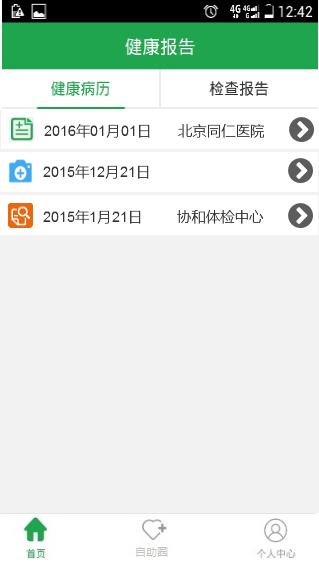 4G 4G 12:42
健康报告
健康病历 检查报告
2016年01月01日 北京同仁医院
2015年12月21日
2015年1月21日 协和体检中心
首页 自助圈 个人中心